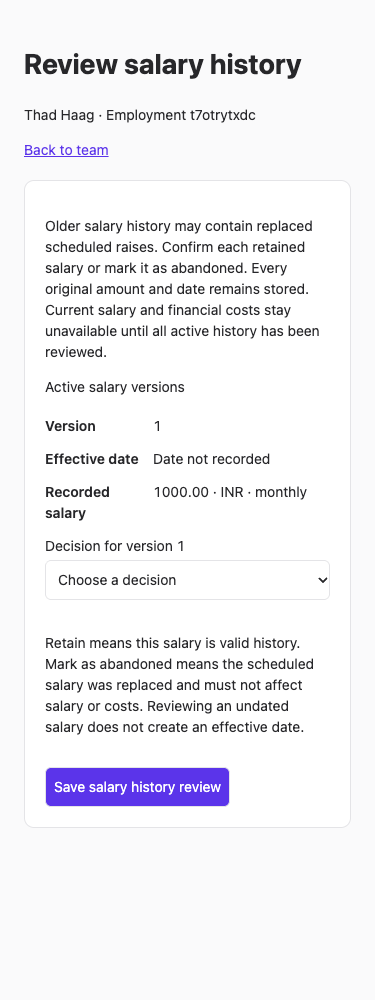 Review salary history
Thad Haag · Employment t7otrytxdc
Back to team
Older salary history may contain replaced
scheduled raises. Confirm each retained
salary or mark it as abandoned. Every
original amount and date remains stored.
Current salary and financial costs stay
unavailable until all active history has been
reviewed.
Active salary versions
Version 1
Effective date Date not recorded
Recorded salary 1000.00 · INR · monthly
Decision for version 1
Choose a decision
Retain means this salary is valid history.
Mark as abandoned means the scheduled
salary was replaced and must not affect
salary or costs. Reviewing an undated
salary does not create an effective date.
Save salary history review